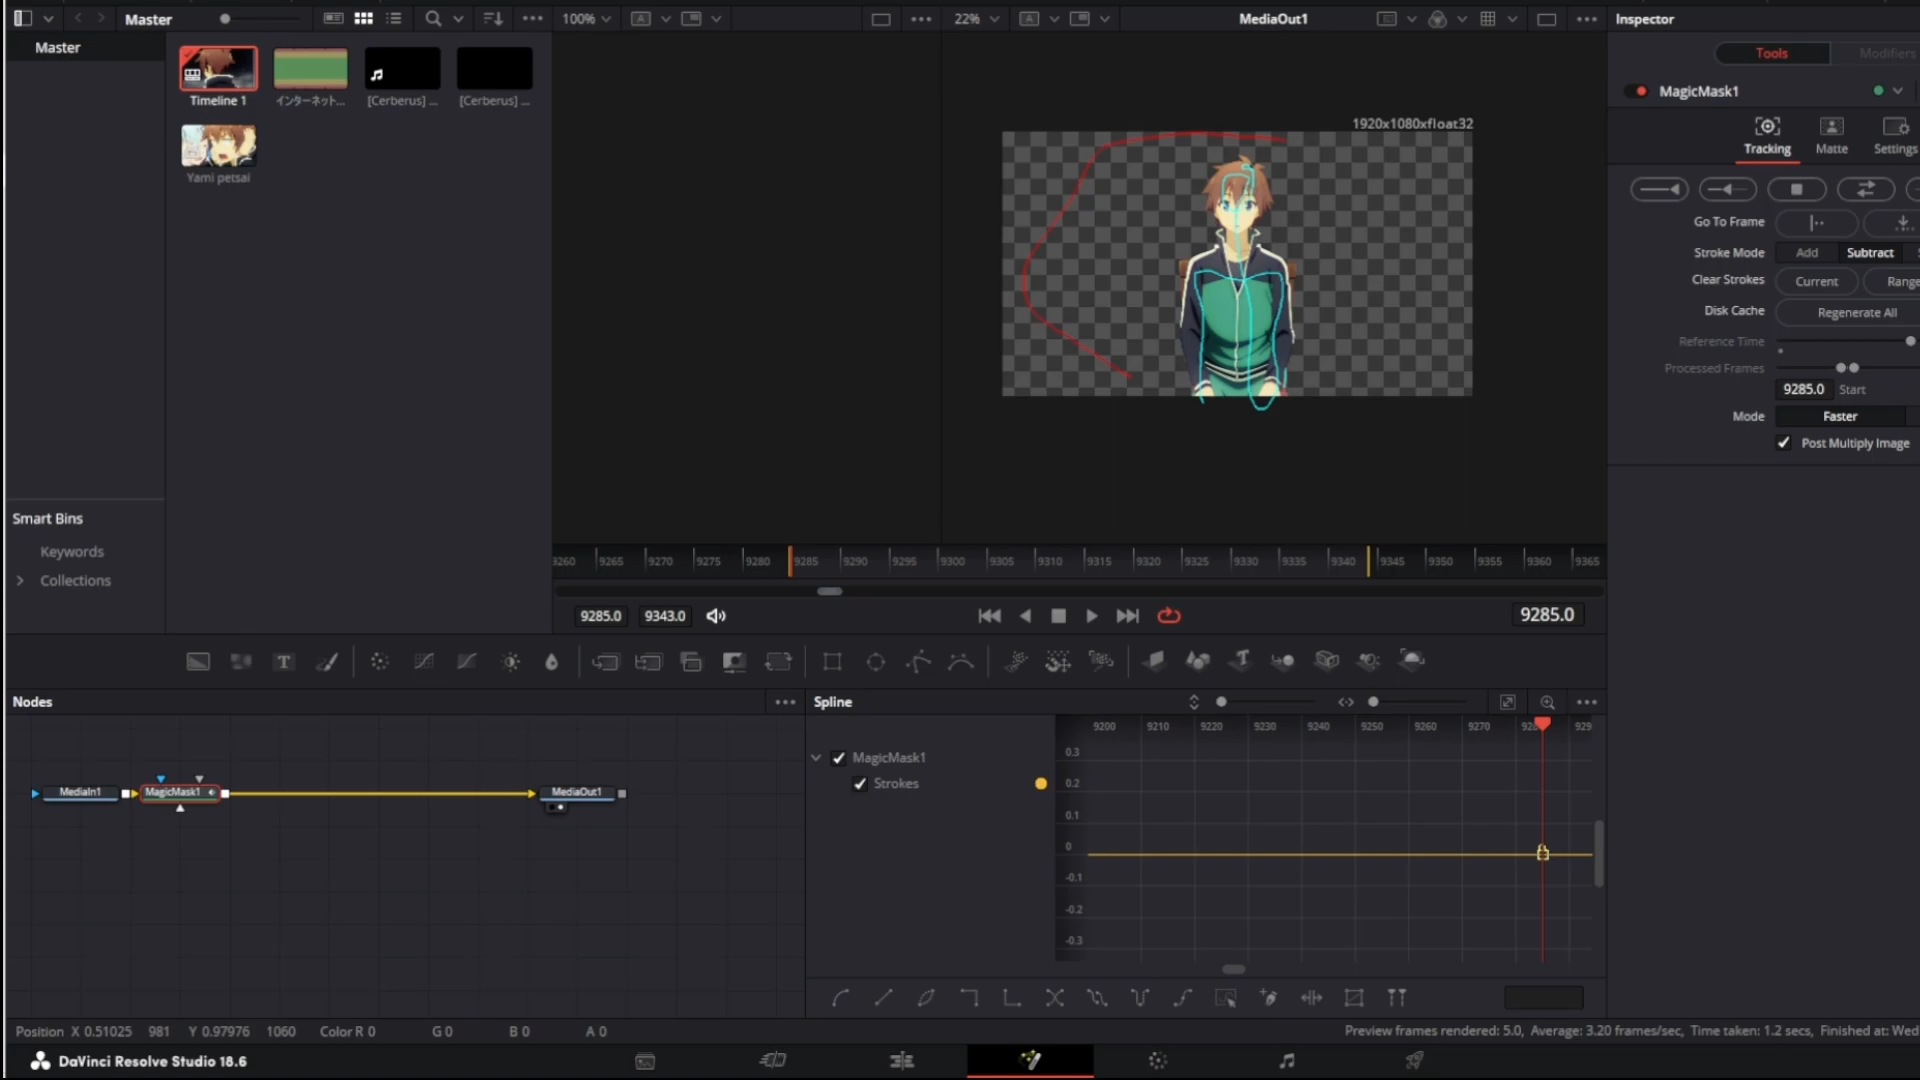 Master
100%
22%
MediaOut1
Inspector
Master
Timeline 1
インターネット...
[Cerberus] ...
[Cerberus] ...
Yami petsai
1920x1080xfloat32
Tools
Modifiers
MagicMask1
Tracking
Matte
Settings
Go To Frame
Stroke Mode
Add
Subtract
Clear Strokes
Current
Range
Disk Cache
Regenerate All
Reference Time
Processed Frames
9285.0 Start
Mode
Faster
Post Multiply Image
Smart Bins
Keywords
Collections
9260 9265 9270 9275 9280 9285 9290 9295 9300 9305 9310 9315 9320 9325 9330 9335 9340 9345 9350 9355 9360 9365
9285.0
9343.0
9285.0
Nodes
Spline
9200 9210 9220 9230 9240 9250 9260 9270 928 929
MagicMask1
Strokes
0.3
0.2
0.1
0
-0.1
-0.2
-0.3
MediaIn1
MagicMask1
MediaOut1
Position X 0.51025 981 Y 0.97976 1060 Color R 0 G 0 B 0 A 0
Preview frames rendered: 5.0, Average: 3.20 frames/sec, Time taken: 1.2 secs, Finished at: Wed
DaVinci Resolve Studio 18.6